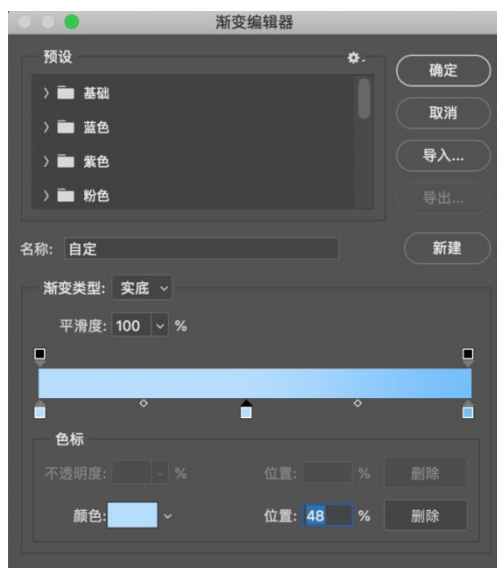 渐变编辑器
预设
基础
蓝色
紫色
粉色
确定
取消
导入...
导出...
名称: 自定
新建
渐变类型: 实底
平滑度: 100 %
色标
不透明度: % 位置: % 删除
颜色: 位置: 48 % 删除